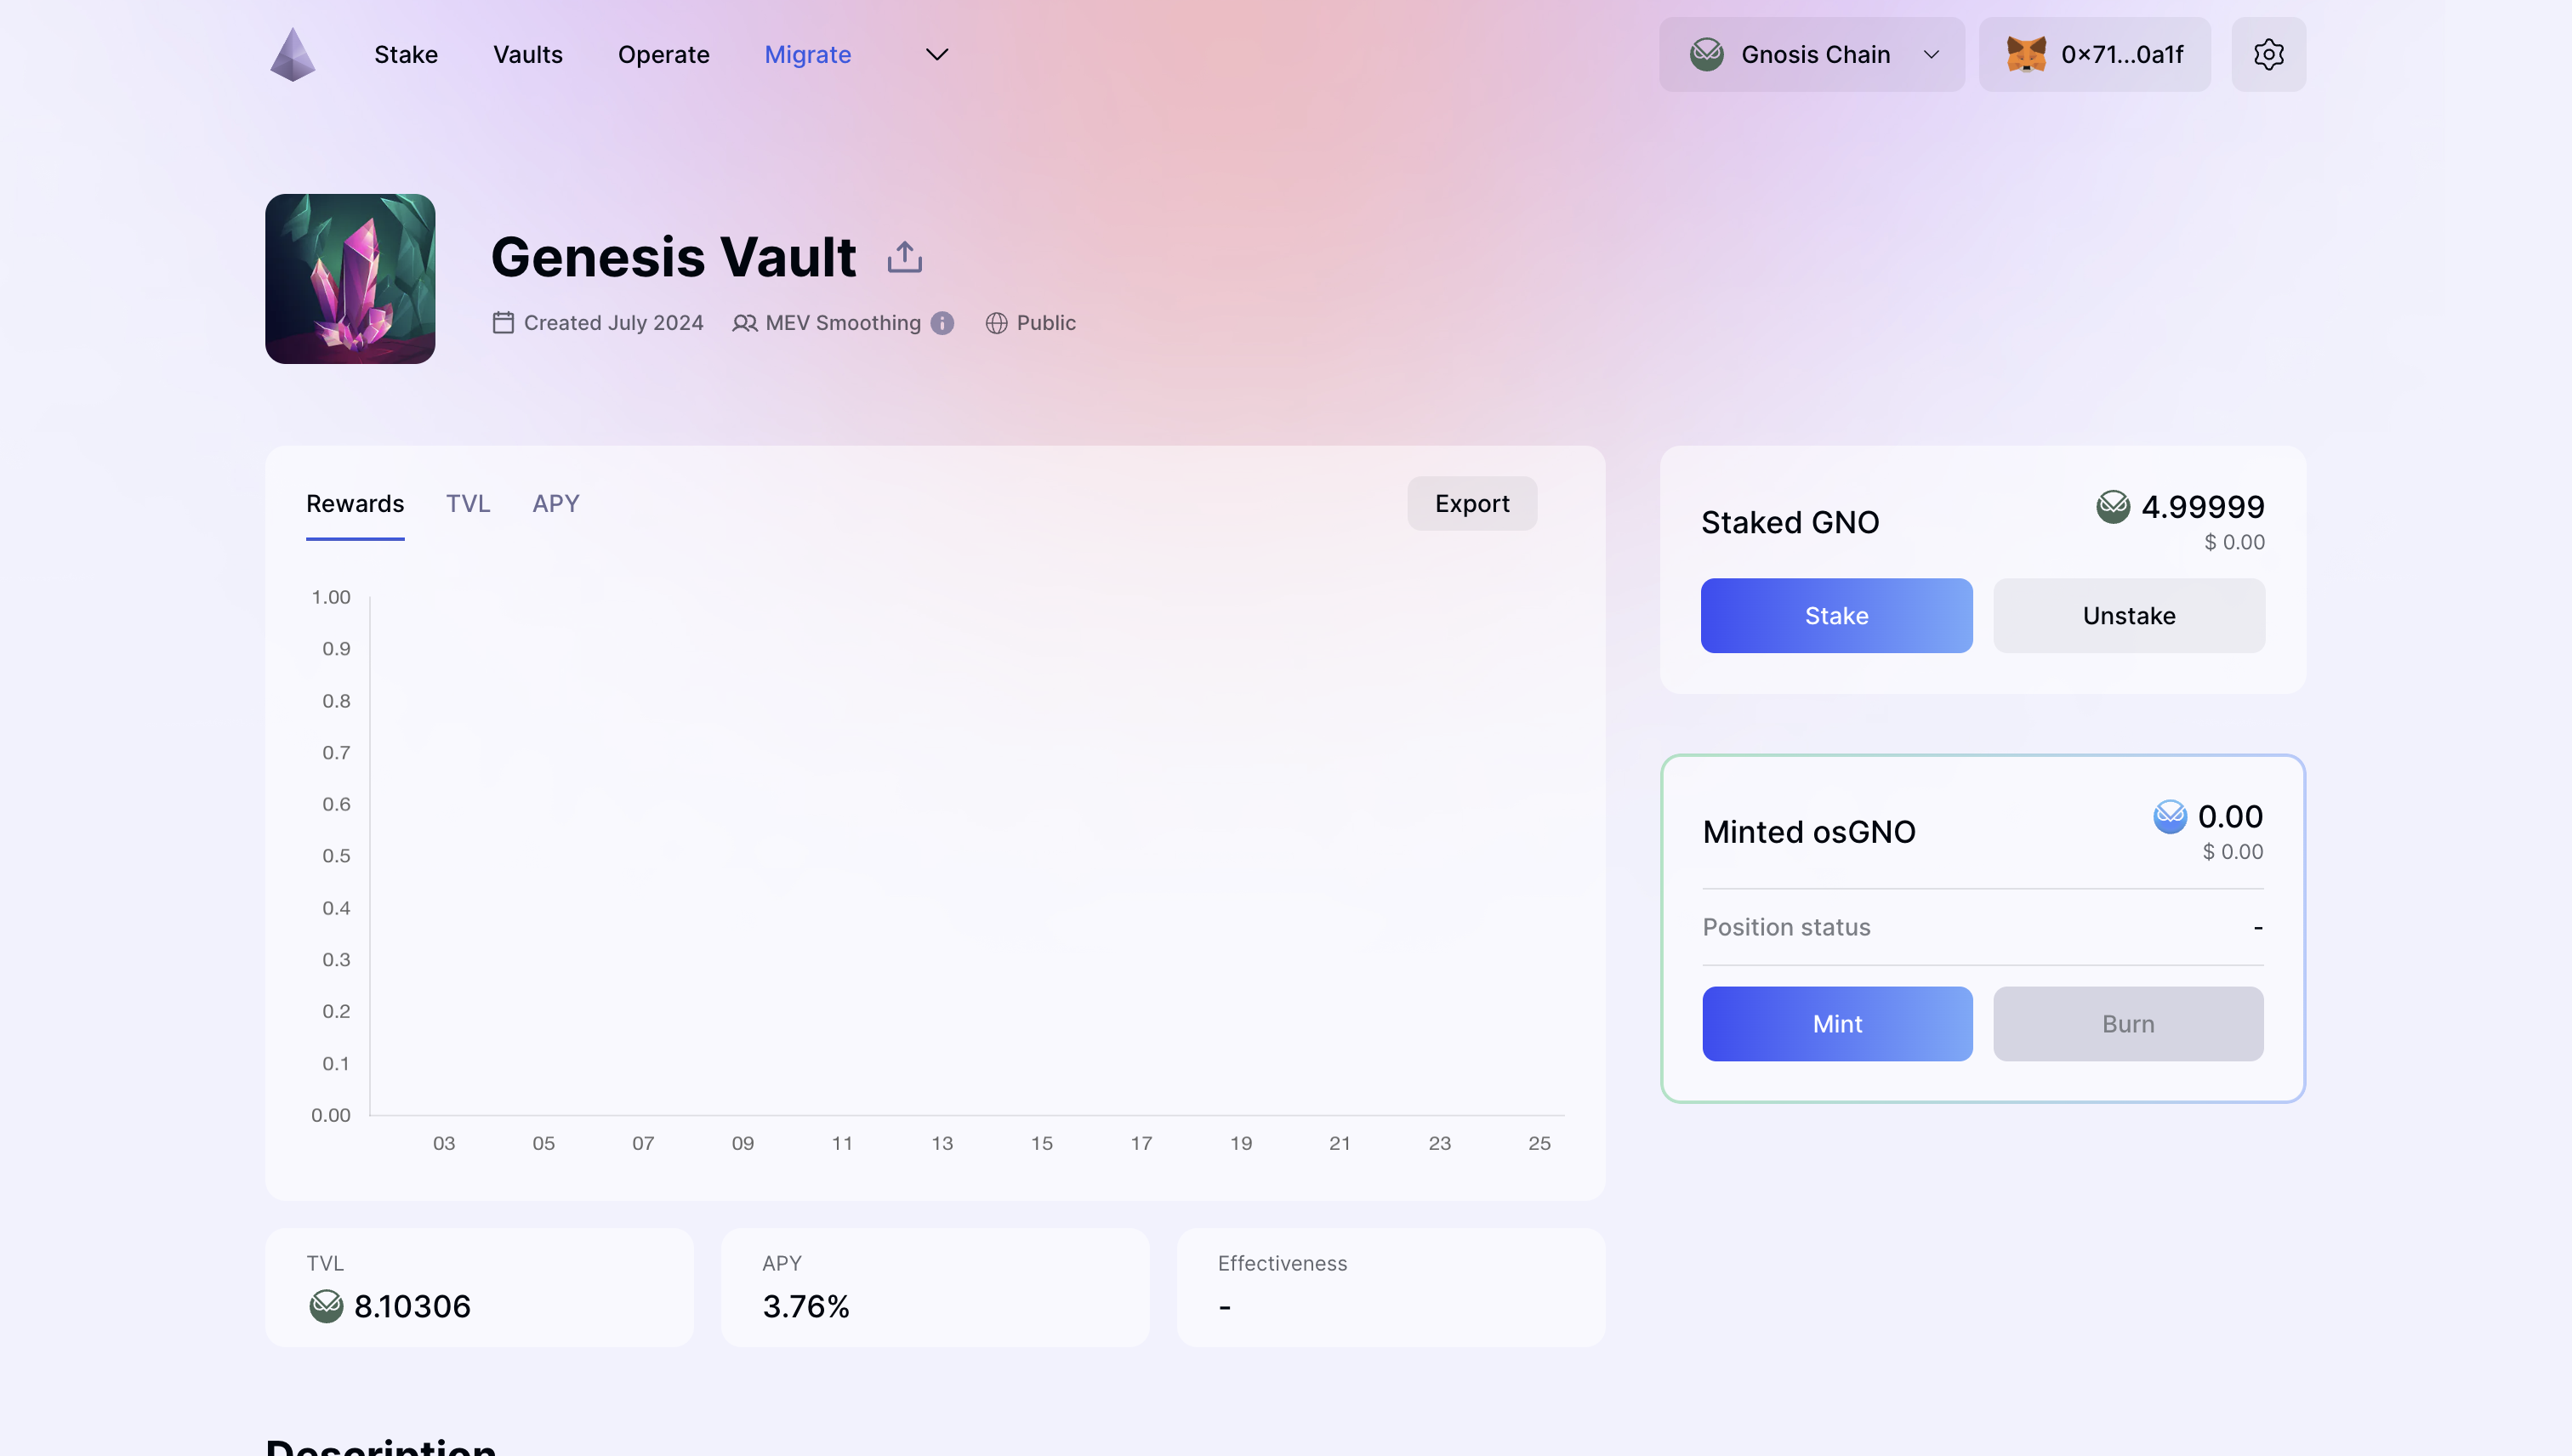 Stake Vaults Operate Migrate
Gnosis Chain 0x71...0a1f
Genesis Vault
Created July 2024 MEV Smoothing Public
Rewards TVL APY Export
1.00
0.9
0.8
0.7
0.6
0.5
0.4
0.3
0.2
0.1
0.00
03 05 07 09 11 13 15 17 19 21 23 25
Staked GNO 4.99999
$ 0.00
Stake Unstake
Minted osGNO 0.00
$ 0.00
Position status -
Mint Burn
TVL
8.10306
APY
3.76%
Effectiveness
-
Description